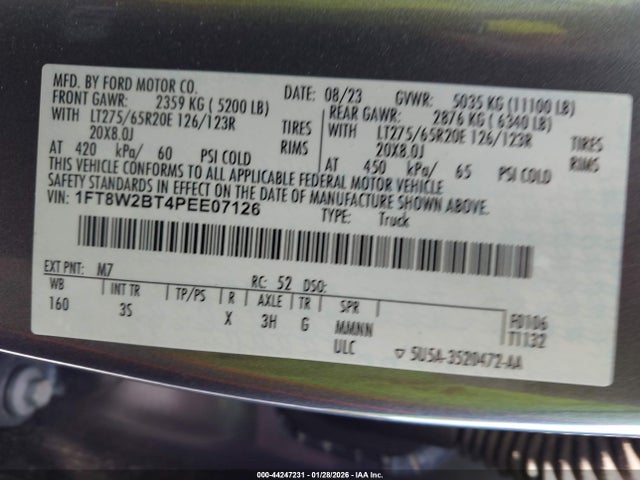 MFD. BY FORD MOTOR CO. DATE: 08/23 GVWR: 5035 KG (11100 LB)
FRONT GAWR: 2359 KG ( 5200 LB) REAR GAWR: 2876 KG ( 6340 LB)
WITH LT275/65R20E 126/123R TIRES WITH LT275/65R20E 126/123R TIRES
20X8.0J RIMS 20X8.0J RIMS
AT 420 kPa/ 60 PSI COLD AT 450 kPa/ 65 PSI COLD
THIS VEHICLE CONFORMS TO ALL APPLICABLE FEDERAL MOTOR VEHICLE
SAFETY STANDARDS IN EFFECT ON THE DATE OF MANUFACTURE SHOWN ABOVE.
VIN: 1FT8W2BT4PEE07126 TYPE: Truck
EXT PNT: M7 RC: 52 DSO:
WB INT TR TP/PS R AXLE TR SPR
160 3S X 3H G MMMNN
ULC
F0106
T1132
▽ 5U5A-3520472-AA
000-44247231 - 01/28/2026 - IAA Inc.